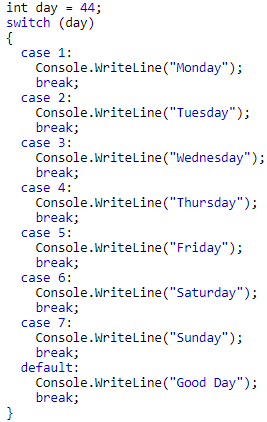 int day = 44;
switch (day)
{
  case 1:
    Console.WriteLine("Monday");
    break;
  case 2:
    Console.WriteLine("Tuesday");
    break;
  case 3:
    Console.WriteLine("Wednesday");
    break;
  case 4:
    Console.WriteLine("Thursday");
    break;
  case 5:
    Console.WriteLine("Friday");
    break;
  case 6:
    Console.WriteLine("Saturday");
    break;
  case 7:
    Console.WriteLine("Sunday");
    break;
  default:
    Console.WriteLine("Good Day");
    break;
}